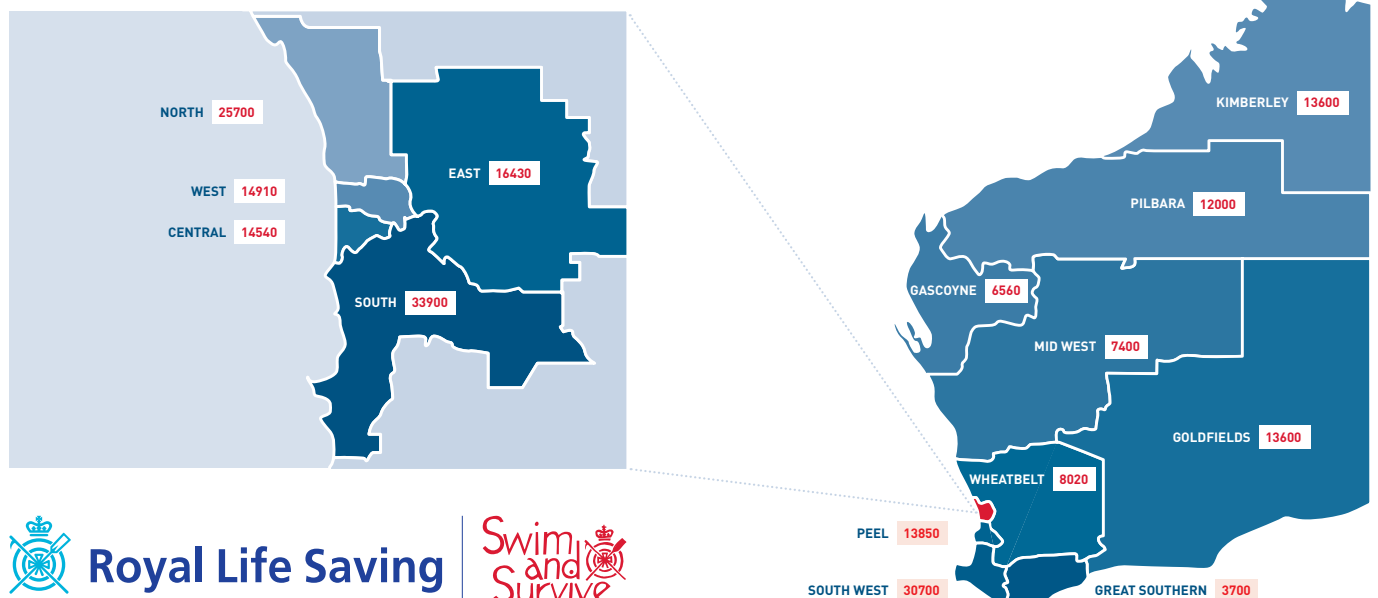 NORTH 25700
WEST 14910
CENTRAL 14540
EAST 16430
SOUTH 33900
KIMBERLEY 13600
PILBARA 12000
GASCOYNE 6560
MID WEST 7400
GOLDFIELDS 13600
WHEATBELT 8020
PEEL 13850
SOUTH WEST 30700
GREAT SOUTHERN 3700
Royal Life Saving
Swim
and
Survive